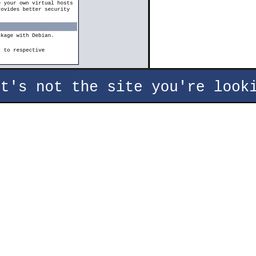 your own virtual hosts
ovides better security
kage with Debian.
to respective
t's not the site you're looki